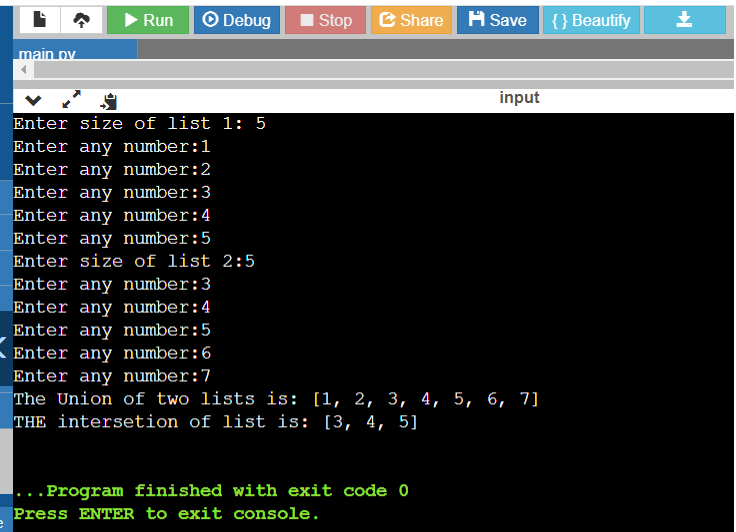 Run Debug Stop Share Save { } Beautify
main.py
input
Enter size of list 1: 5
Enter any number:1
Enter any number:2
Enter any number:3
Enter any number:4
Enter any number:5
Enter size of list 2:5
Enter any number:3
Enter any number:4
Enter any number:5
Enter any number:6
Enter any number:7
The Union of two lists is: [1, 2, 3, 4, 5, 6, 7]
THE intersetion of list is: [3, 4, 5]
...Program finished with exit code 0
Press ENTER to exit console.